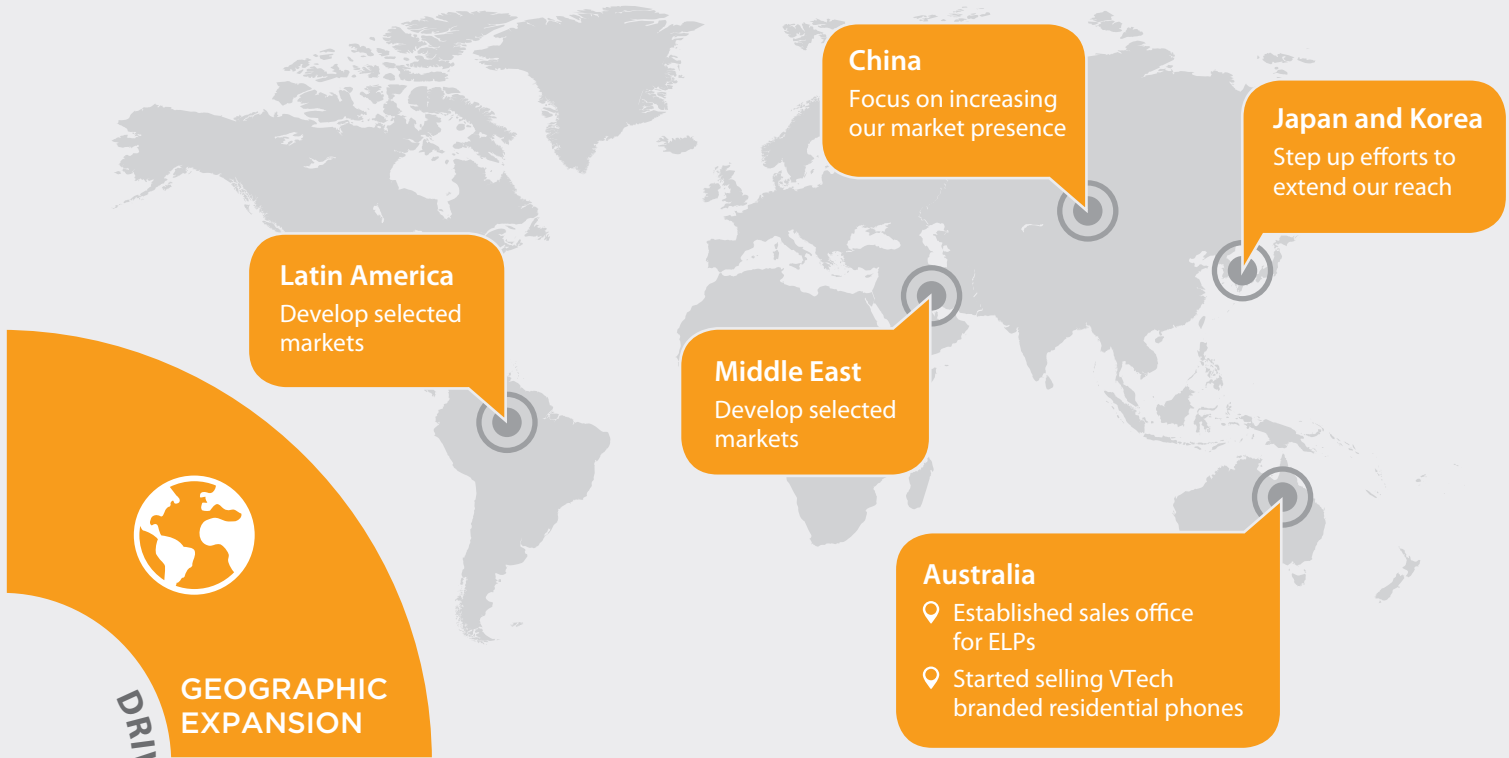 China
Focus on increasing
our market presence
Japan and Korea
Step up efforts to
extend our reach
Latin America
Develop selected
markets
Middle East
Develop selected
markets
Australia
Established sales office
for ELPs
Started selling VTech
branded residential phones
GEOGRAPHIC
EXPANSION